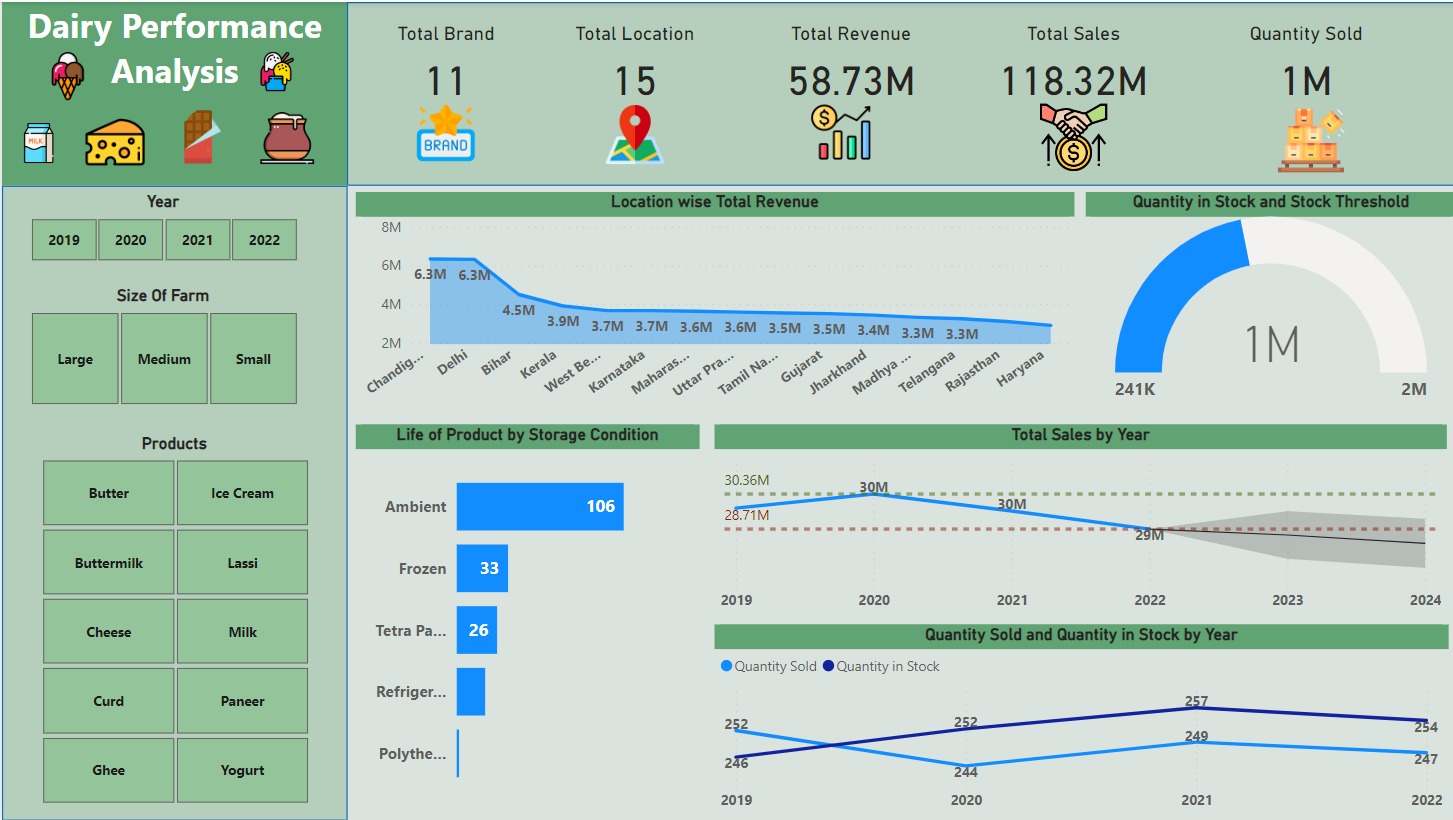 Dairy Performance
Analysis
MILK
Total Brand
11
BRAND
Total Location
15
Total Revenue
58.73M
Total Sales
118.32M
Quantity Sold
1M
Year
2019 2020 2021 2022
Size Of Farm
Large Medium Small
Products
Butter Ice Cream
Buttermilk Lassi
Cheese Milk
Curd Paneer
Ghee Yogurt
Location wise Total Revenue
8M
6M
4M
2M
6.3M 6.3M 4.5M 3.9M 3.7M 3.7M 3.6M 3.6M 3.5M 3.5M 3.4M 3.3M 3.3M
Chandig... Delhi Bihar Kerala West Be... Karnataka Maharas... Uttar Pra... Tamil Na... Gujarat Jharkhand Madhya ... Telangana Rajasthan Haryana
Quantity in Stock and Stock Threshold
1M
241K 2M
Life of Product by Storage Condition
Ambient 106
Frozen 33
Tetra Pa... 26
Refriger...
Polythe...
Total Sales by Year
30.36M
28.71M
30M
30M
29M
2019 2020 2021 2022 2023 2024
Quantity Sold and Quantity in Stock by Year
Quantity Sold Quantity in Stock
252 252 257 254
246 244 249 247
2019 2020 2021 2022